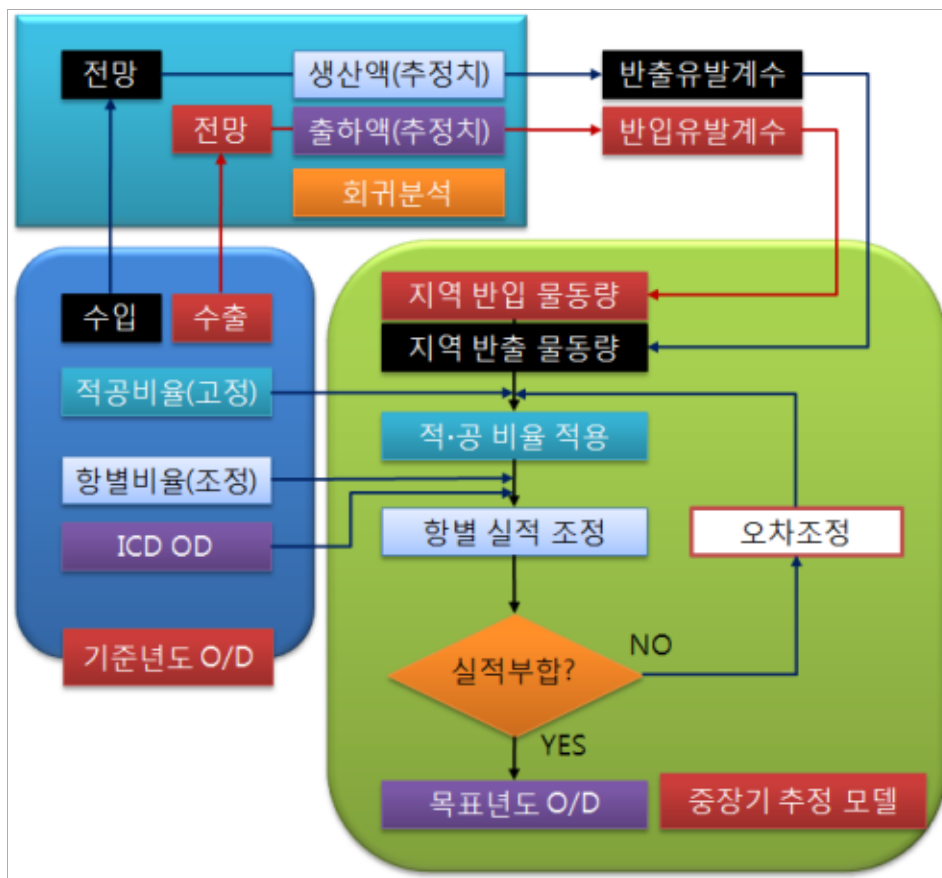 전망
생산액(추정치)
반출유발계수
전망
출하액(추정치)
반입유발계수
회귀분석
수입
수출
지역 반입 물동량
지역 반출 물동량
적공비율(고정)
적·공 비율 적용
항별비율(조정)
항별 실적 조정
오차조정
ICD OD
기준년도 O/D
실적부합?
NO
YES
목표년도 O/D
중장기 추정 모델